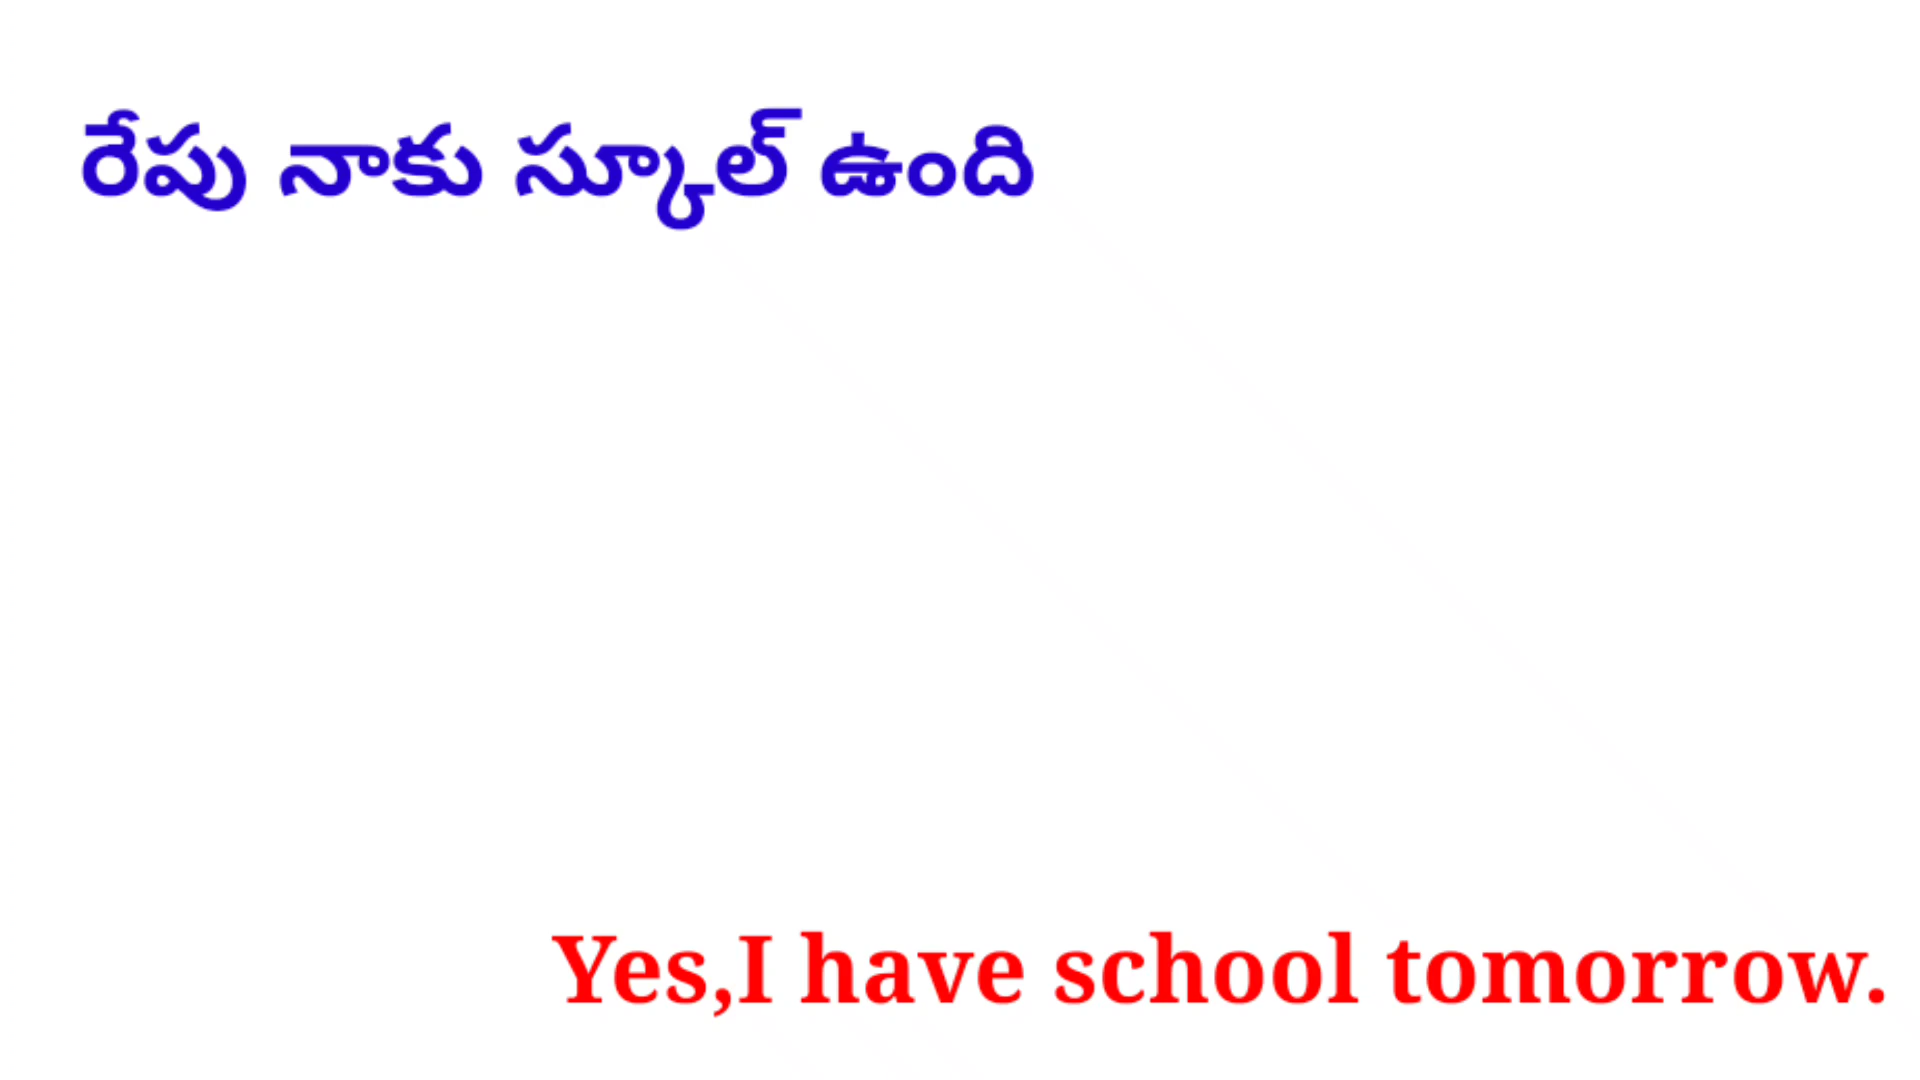 రేపు నాకు స్కూల్ ఉంది
Yes,I have school tomorrow.